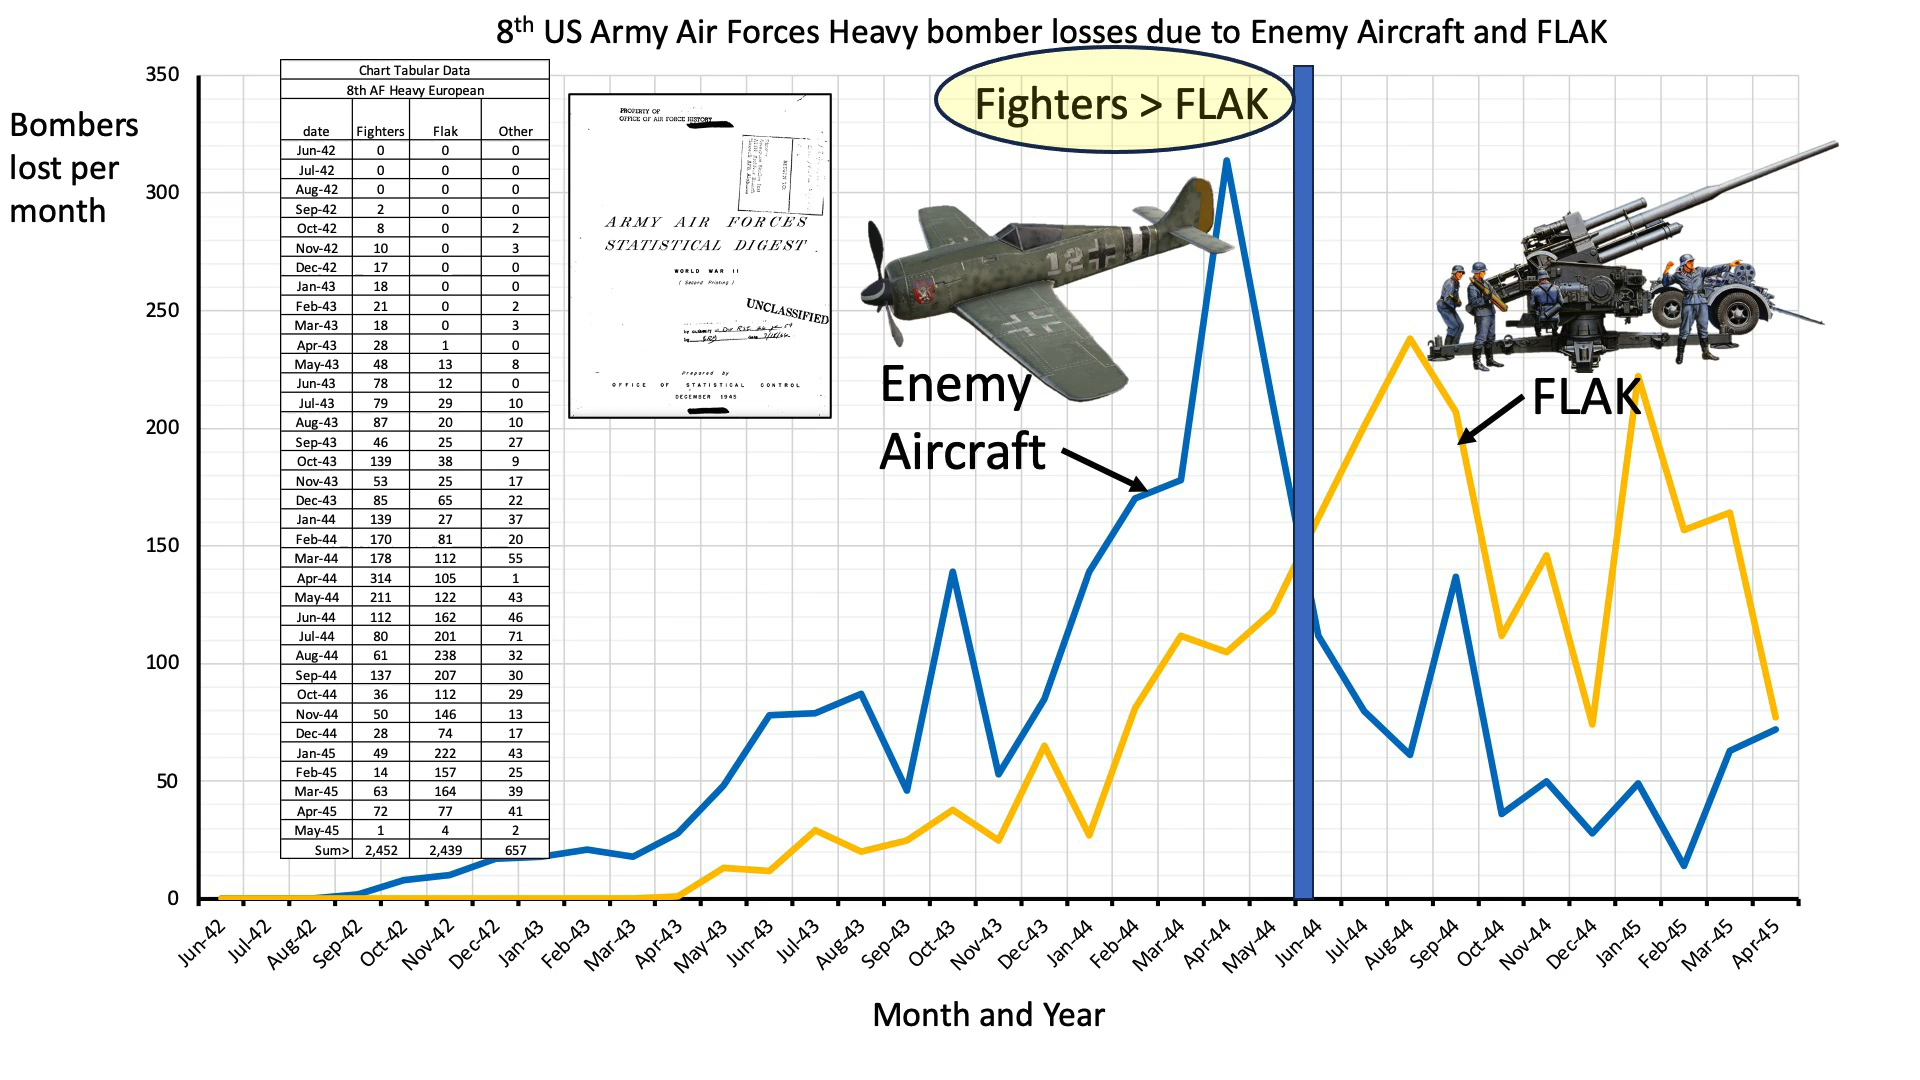 8th US Army Air Forces Heavy bomber losses due to Enemy Aircraft and FLAK
Bombers
lost per
month
350
300
250
200
150
100
50
0
Chart Tabular Data
8th AF Heavy European
date Fighters Flak Other
Jun-42 0 0 0
Jul-42 0 0 0
Aug-42 0 0 0
Sep-42 2 0 0
Oct-42 8 0 2
Nov-42 10 0 3
Dec-42 17 0 0
Jan-43 18 0 0
Feb-43 21 0 2
Mar-43 18 0 3
Apr-43 28 1 0
May-43 48 13 8
Jun-43 78 12 0
Jul-43 79 29 10
Aug-43 87 20 10
Sep-43 46 25 27
Oct-43 139 38 9
Nov-43 53 25 17
Dec-43 85 65 22
Jan-44 139 27 37
Feb-44 170 81 20
Mar-44 178 112 55
Apr-44 314 105 1
May-44 211 122 43
Jun-44 112 162 46
Jul-44 80 201 71
Aug-44 61 238 32
Sep-44 137 207 30
Oct-44 36 112 29
Nov-44 50 146 13
Dec-44 28 74 17
Jan-45 49 222 43
Feb-45 14 157 25
Mar-45 63 164 39
Apr-45 72 77 41
May-45 1 4 2
Sum> 2,452 2,439 657
PROPERTY OF
OFFICE OF AIR FORCE HISTORY
ARMY AIR FORCES
STATISTICAL DIGEST
WORLD WAR II
( Second Printing )
UNCLASSIFIED
Prepared by
OFFICE OF STATISTICAL CONTROL
DECEMBER 1945
Fighters > FLAK
12
Enemy
Aircraft
FLAK
Jun-42 Jul-42 Aug-42 Sep-42 Oct-42 Nov-42 Dec-42 Jan-43 Feb-43 Mar-43 Apr-43 May-43 Jun-43 Jul-43 Aug-43 Sep-43 Oct-43 Nov-43 Dec-43 Jan-44 Feb-44 Mar-44 Apr-44 May-44 Jun-44 Jul-44 Aug-44 Sep-44 Oct-44 Nov-44 Dec-44 Jan-45 Feb-45 Mar-45 Apr-45
Month and Year